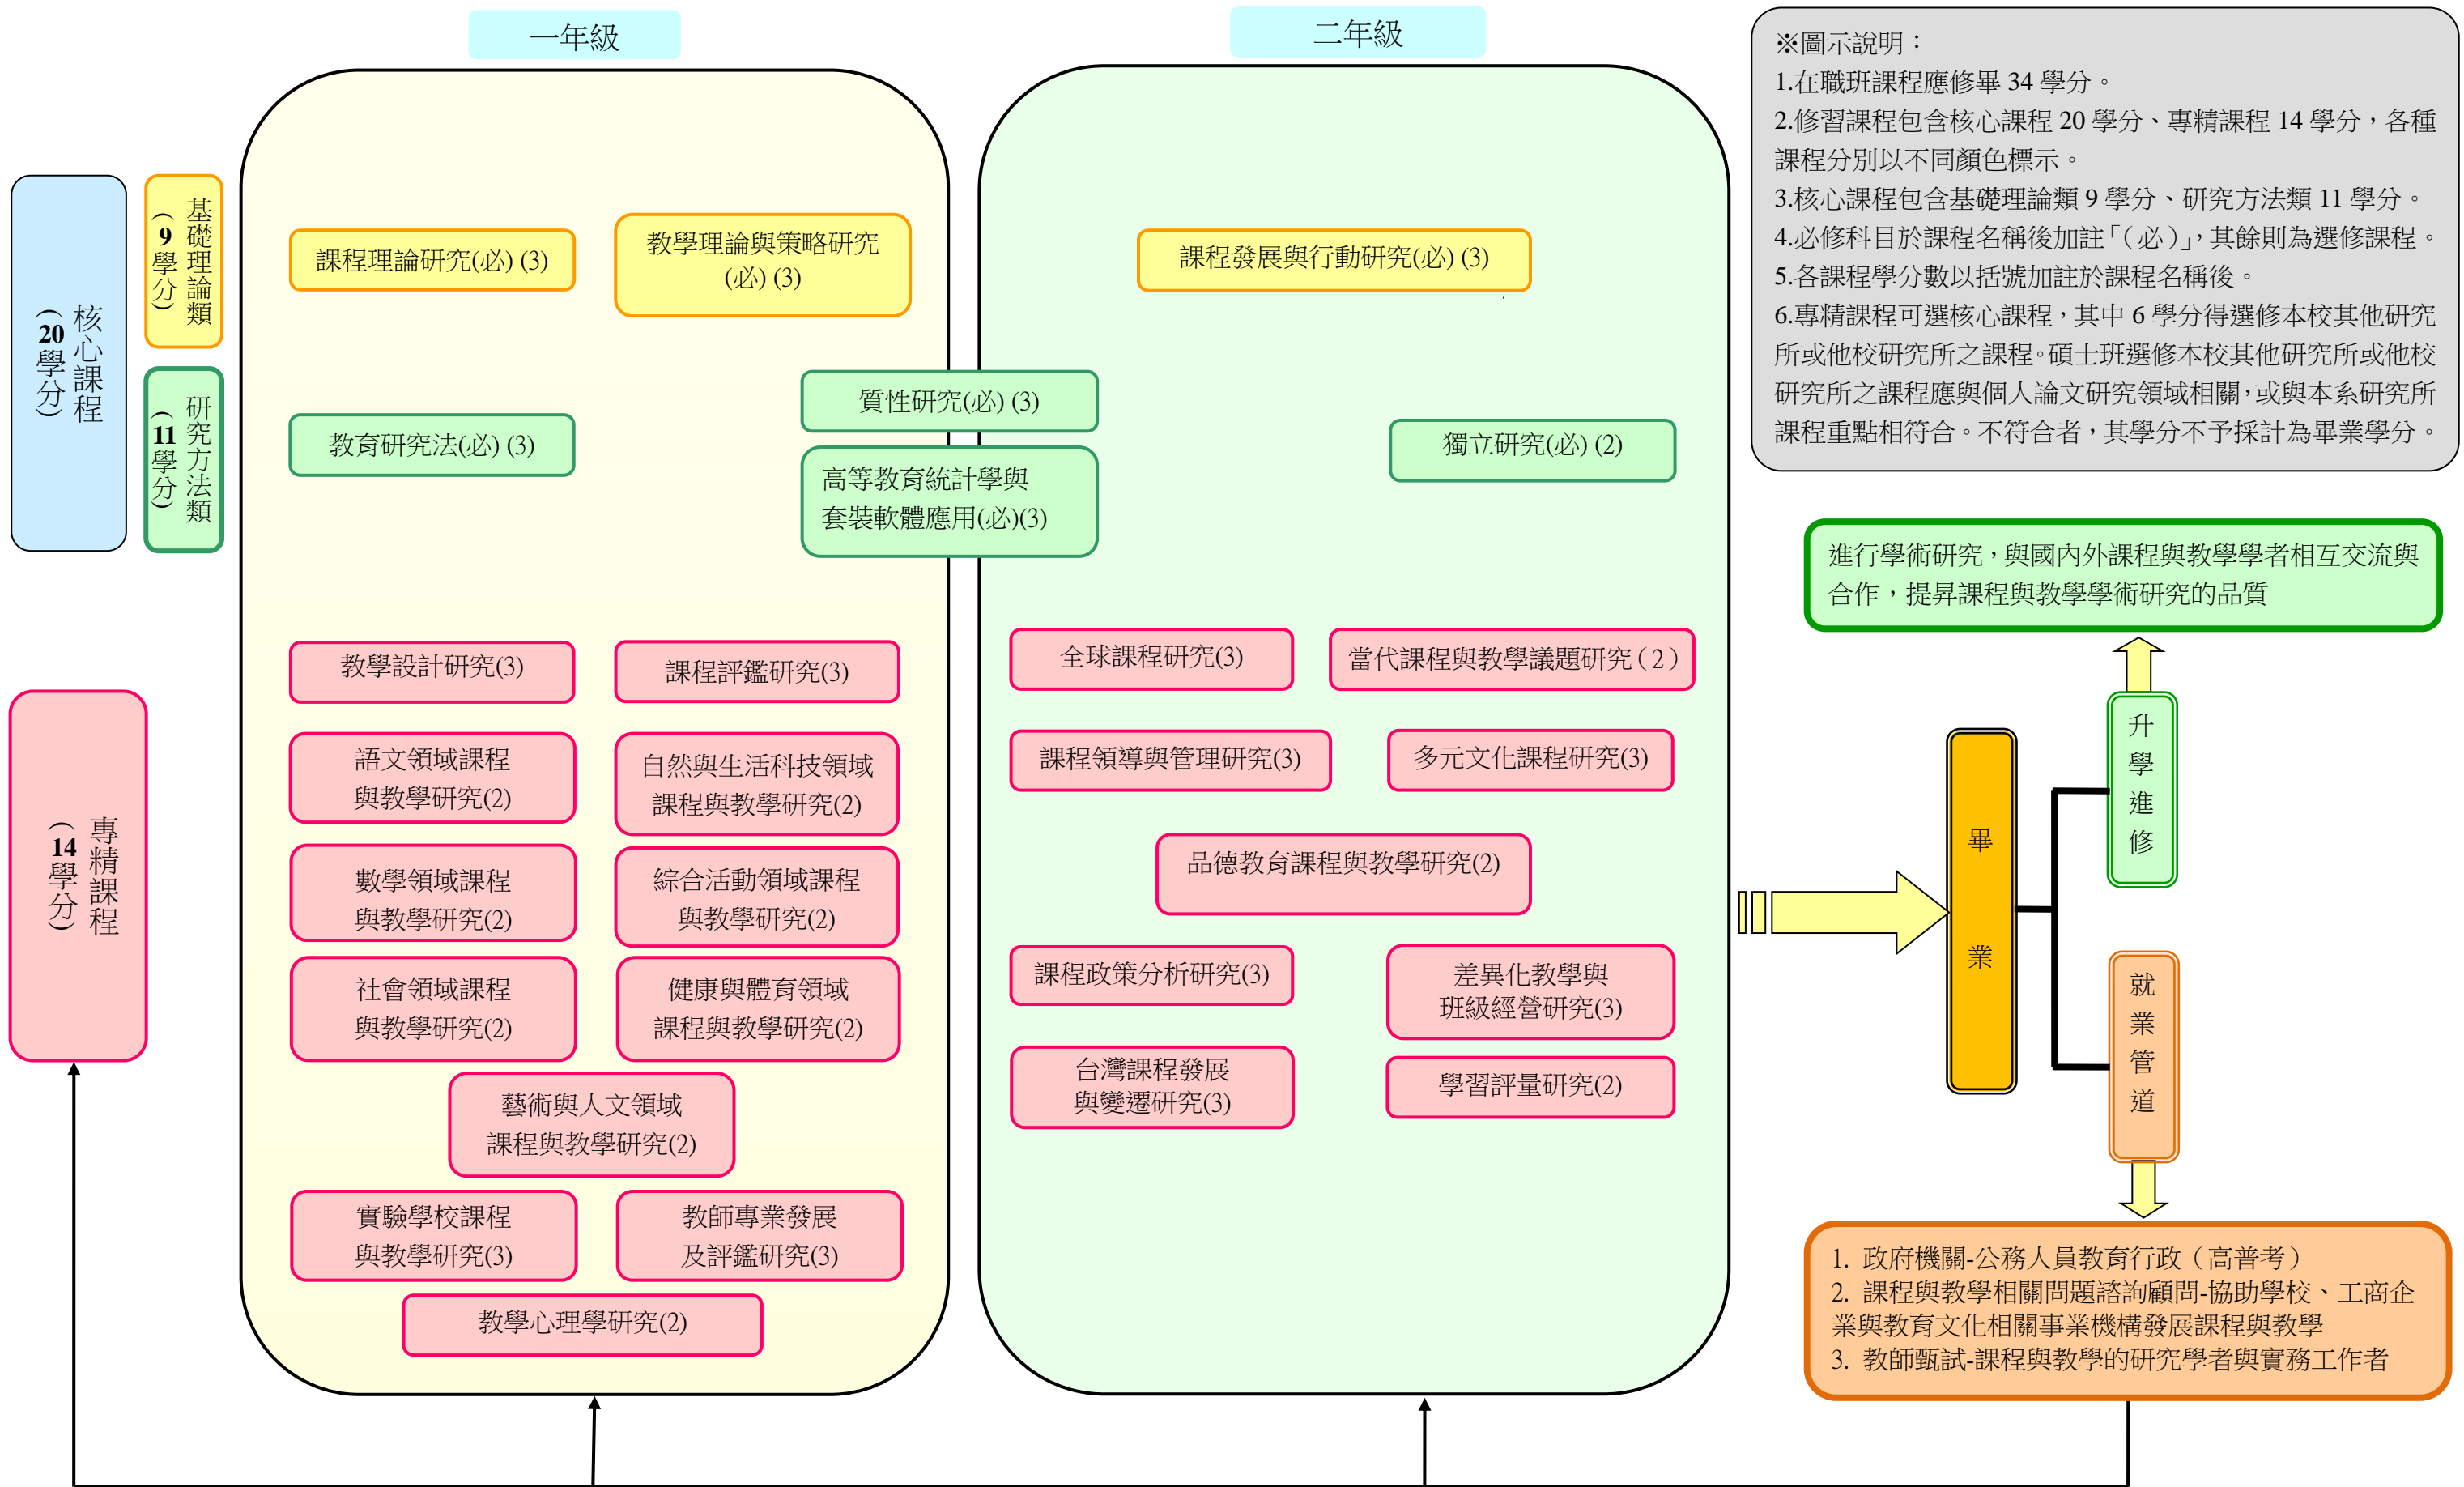 一年級
二年級
※圖示說明：
1.在職班課程應修畢 34 學分。
2.修習課程包含核心課程 20 學分、專精課程 14 學分，各種
課程分別以不同顏色標示。
3.核心課程包含基礎理論類 9 學分、研究方法類 11 學分。
4.必修科目於課程名稱後加註「（必）」，其餘則為選修課程。
5.各課程學分數以括號加註於課程名稱後。
6.專精課程可選核心課程，其中 6 學分得選修本校其他研究
所或他校研究所之課程。碩士班選修本校其他研究所或他校
研究所之課程應與個人論文研究領域相關，或與本系研究所
課程重點相符合。不符合者，其學分不予採計為畢業學分。
核心課程
(20學分)
基礎理論類
(9學分)
課程理論研究(必) (3)
教學理論與策略研究
(必) (3)
課程發展與行動研究(必) (3)
研究方法類
(11學分)
教育研究法(必) (3)
質性研究(必) (3)
高等教育統計學與
套裝軟體應用(必)(3)
獨立研究(必) (2)
專精課程
(14學分)
教學設計研究(3)
課程評鑑研究(3)
語文領域課程
與教學研究(2)
自然與生活科技領域
課程與教學研究(2)
數學領域課程
與教學研究(2)
綜合活動領域課程
與教學研究(2)
社會領域課程
與教學研究(2)
健康與體育領域
課程與教學研究(2)
藝術與人文領域
課程與教學研究(2)
實驗學校課程
與教學研究(3)
教師專業發展
及評鑑研究(3)
教學心理學研究(2)
全球課程研究(3)
當代課程與教學議題研究（2）
課程領導與管理研究(3)
多元文化課程研究(3)
品德教育課程與教學研究(2)
課程政策分析研究(3)
差異化教學與
班級經營研究(3)
台灣課程發展
與變遷研究(3)
學習評量研究(2)
畢業
升學進修
進行學術研究，與國內外課程與教學學者相互交流與
合作，提昇課程與教學學術研究的品質
就業管道
1. 政府機關-公務人員教育行政（高普考）
2. 課程與教學相關問題諮詢顧問-協助學校、工商企
業與教育文化相關事業機構發展課程與教學
3. 教師甄試-課程與教學的研究學者與實務工作者